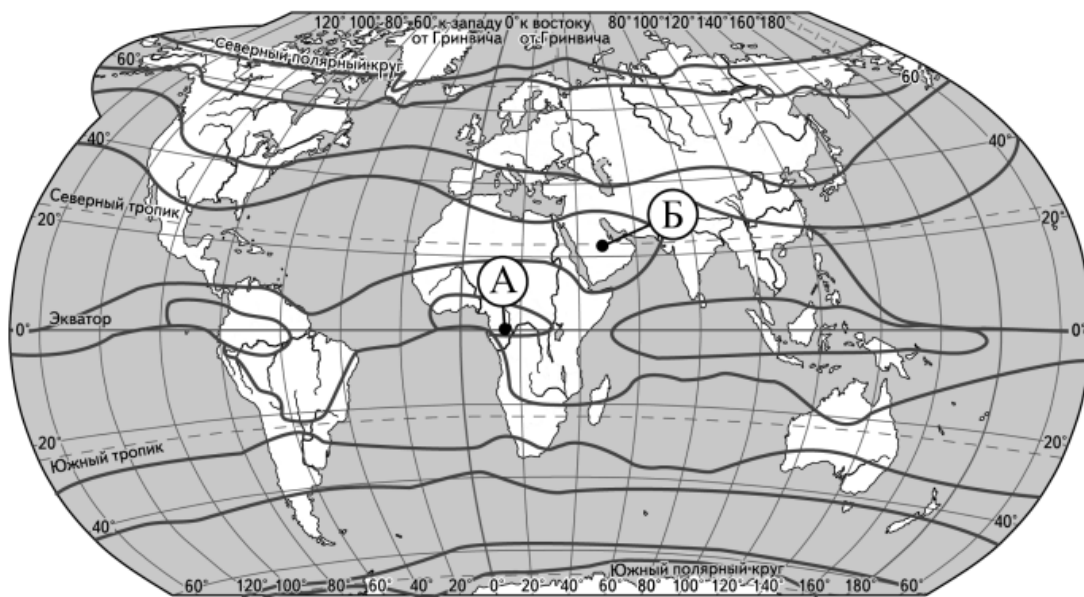 120° 100° 80° 60° к западу 0° к востоку 80° 100° 120° 140° 160° 180
от Гринвича от Гринвича
Северный полярный круг
60° 60°
40° 40°
Северный тропик
20° 20°
Б
А
Экватор
0° 0°
20° 20°
Южный тропик
40° 40°
Южный полярный круг
60° 120° 100° 80° 60° 40° 20° 0° 20° 40° 60° 80° 100° 120° 140° 160° 180° 60°